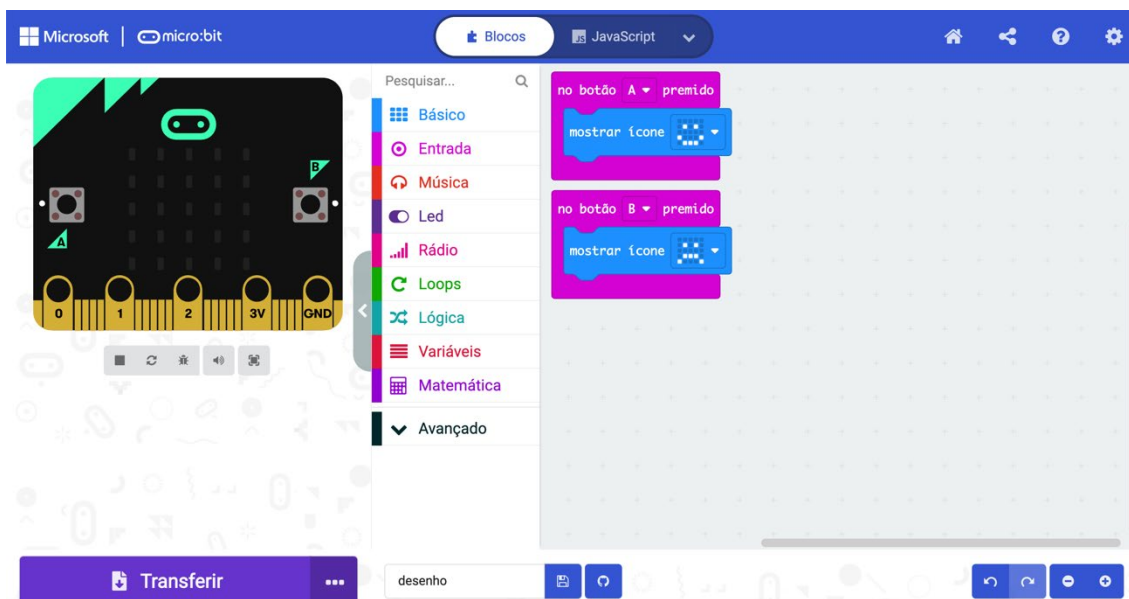 Microsoft micro:bit Blocos JS JavaScript
Pesquisar...
Básico
Entrada
Música
Led
Rádio
Loops
Lógica
Variáveis
Matemática
Avançado
A
B
0 1 2 3V GND
no botão A premido
mostrar ícone
no botão B premido
mostrar ícone
Transferir ...
desenho